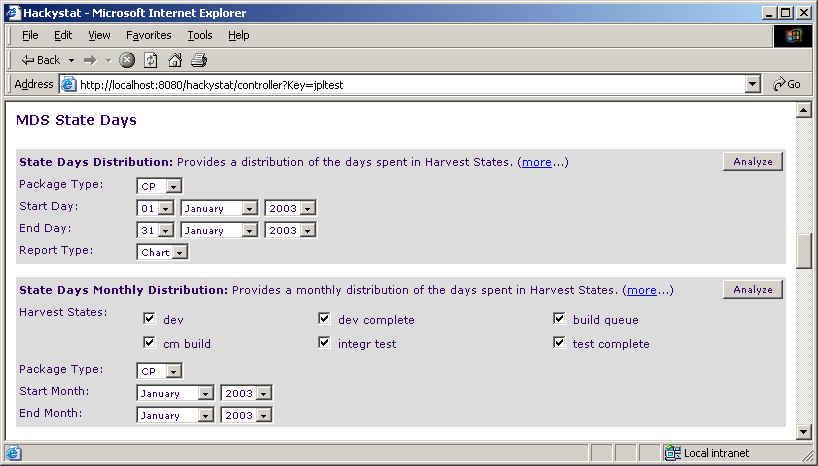 Hackystat - Microsoft Internet Explorer
File Edit View Favorites Tools Help
Back
Address http://localhost:8080/hackystat/controller?Key=jpltest Go
MDS State Days
State Days Distribution: Provides a distribution of the days spent in Harvest States. (more...) Analyze
Package Type: CP
Start Day: 01 January 2003
End Day: 31 January 2003
Report Type: Chart
State Days Monthly Distribution: Provides a monthly distribution of the days spent in Harvest States. (more...) Analyze
Harvest States: dev dev complete build queue
cm build integr test test complete
Package Type: CP
Start Month: January 2003
End Month: January 2003
Local intranet